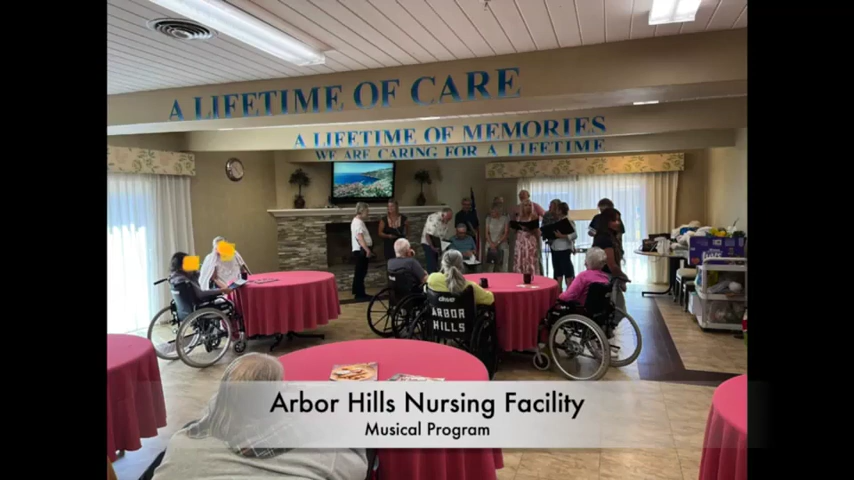 A LIFETIME OF CARE
A LIFETIME OF MEMORIES
WE ARE CARING FOR A LIFETIME
ARBOR
HILLS
Arbor Hills Nursing Facility
Musical Program